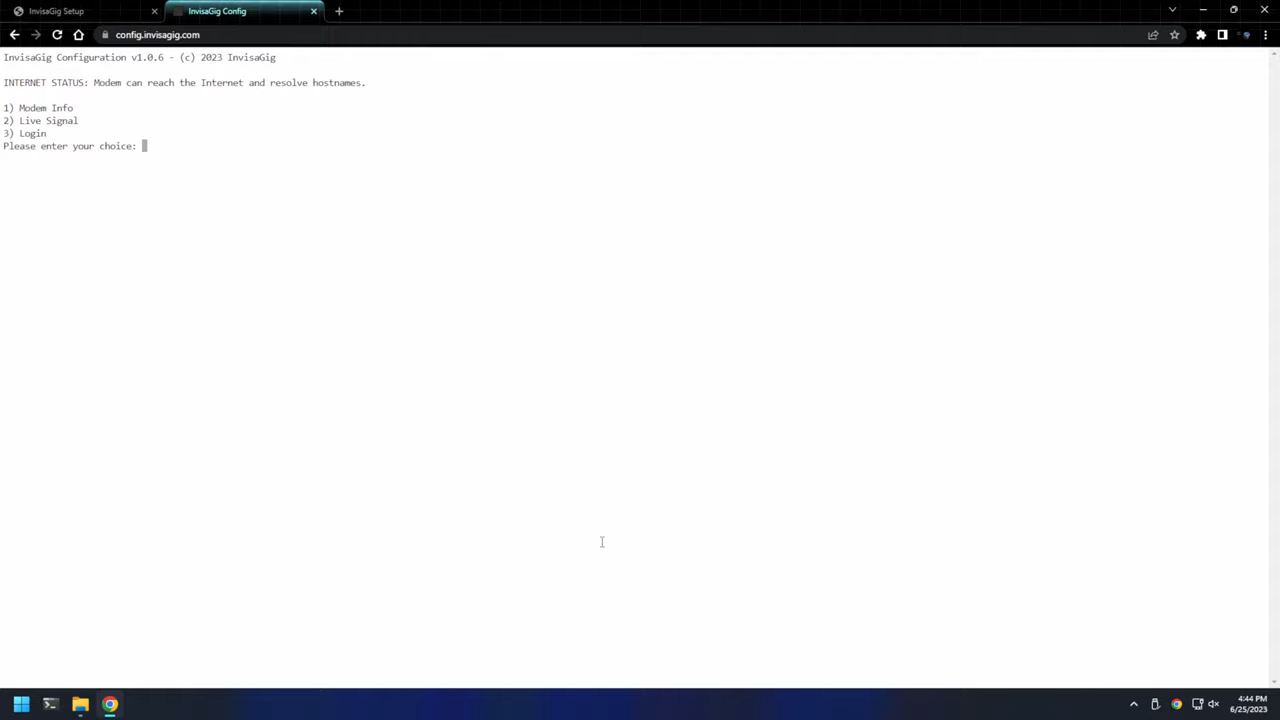 InvisaGig Setup
InvisaGig Config
config.invisagig.com
InvisaGig Configuration v1.0.6 - (c) 2023 InvisaGig
INTERNET STATUS: Modem can reach the Internet and resolve hostnames.
1) Modem Info
2) Live Signal
3) Login
Please enter your choice:
4:44 PM
6/25/2023